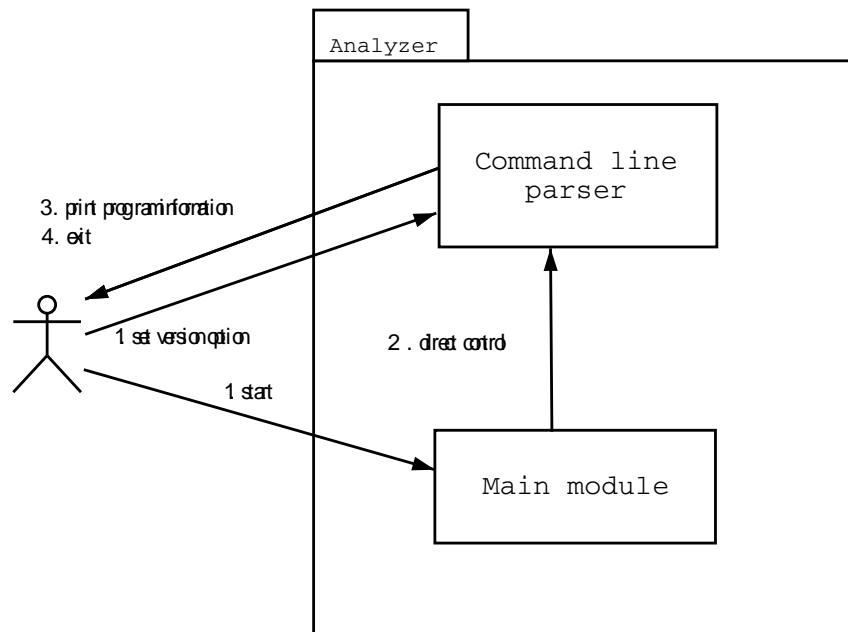 Analyzer
Command line
parser
3. print program information
4. exit
1. set version option
2. direct control
1. start
Main module